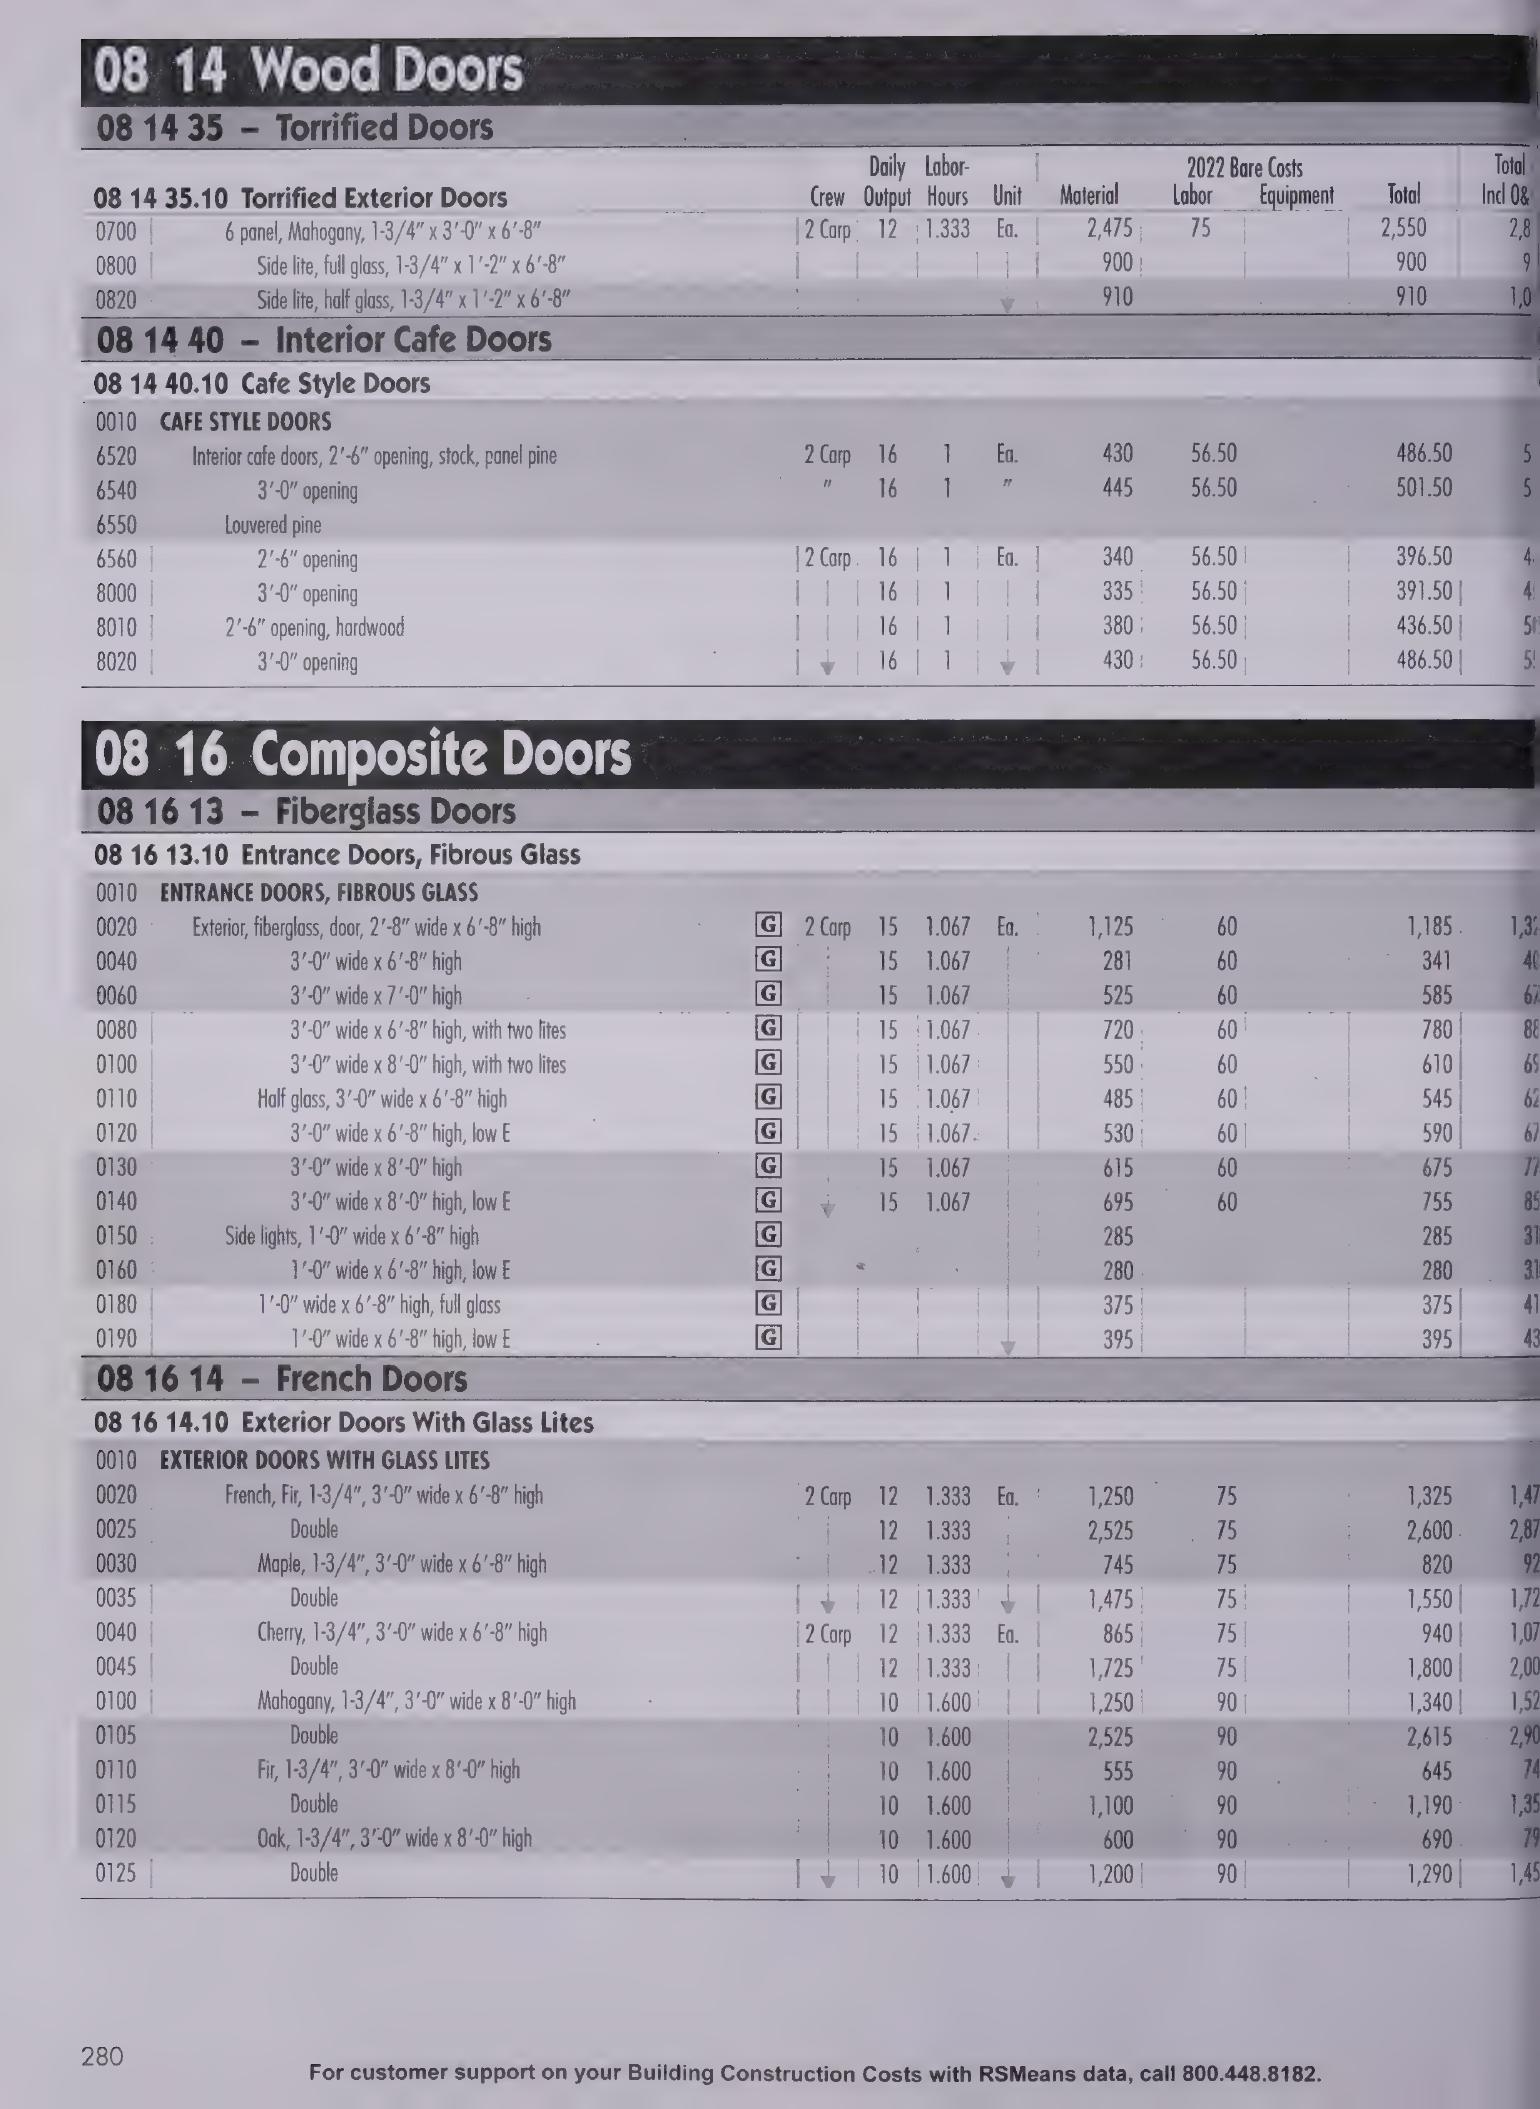 08 14 Wood Doors
08 14 35 – Torrified Doors
Daily Labor- 2022 Bare Costs Total
08 14 35.10 Torrified Exterior Doors Crew Output Hours Unit Material Labor Equipment Total Incl O&
0700 6 panel, Mahogany, 1-3/4" x 3'-0" x 6'-8" 2 Carp 12 1.333 Ea. 2,475 75 2,550 2,8
0800 Side lite, full glass, 1-3/4" x 1'-2" x 6'-8" 900 900 9
0820 Side lite, half glass, 1-3/4" x 1'-2" x 6'-8" 910 910 1,0
08 14 40 – Interior Cafe Doors
08 14 40.10 Cafe Style Doors
0010 CAFE STYLE DOORS
6520 Interior cafe doors, 2'-6" opening, stock, panel pine 2 Carp 16 1 Ea. 430 56.50 486.50 5
6540 3'-0" opening " 16 1 " 445 56.50 501.50 5
6550 Louvered pine
6560 2'-6" opening 2 Carp 16 1 Ea. 340 56.50 396.50 4
8000 3'-0" opening 16 1 335 56.50 391.50 4
8010 2'-6" opening, hardwood 16 1 380 56.50 436.50 5
8020 3'-0" opening 16 1 430 56.50 486.50 5
08 16 Composite Doors
08 16 13 – Fiberglass Doors
08 16 13.10 Entrance Doors, Fibrous Glass
0010 ENTRANCE DOORS, FIBROUS GLASS
0020 Exterior, fiberglass, door, 2'-8" wide x 6'-8" high G 2 Carp 15 1.067 Ea. 1,125 60 1,185 1,32
0040 3'-0" wide x 6'-8" high G 15 1.067 281 60 341 40
0060 3'-0" wide x 7'-0" high G 15 1.067 525 60 585 67
0080 3'-0" wide x 6'-8" high, with two lites G 15 1.067 720 60 780 88
0100 3'-0" wide x 8'-0" high, with two lites G 15 1.067 550 60 610 69
0110 Half glass, 3'-0" wide x 6'-8" high G 15 1.067 485 60 545 62
0120 3'-0" wide x 6'-8" high, low E G 15 1.067 530 60 590 67
0130 3'-0" wide x 8'-0" high G 15 1.067 615 60 675 77
0140 3'-0" wide x 8'-0" high, low E G 15 1.067 695 60 755 85
0150 Side lights, 1'-0" wide x 6'-8" high G 285 285 31
0160 1'-0" wide x 6'-8" high, low E G 280 280 31
0180 1'-0" wide x 6'-8" high, full glass G 375 375 41
0190 1'-0" wide x 6'-8" high, low E G 395 395 43
08 16 14 – French Doors
08 16 14.10 Exterior Doors With Glass Lites
0010 EXTERIOR DOORS WITH GLASS LITES
0020 French, Fir, 1-3/4", 3'-0" wide x 6'-8" high 2 Carp 12 1.333 Ea. 1,250 75 1,325 1,47
0025 Double 12 1.333 2,525 75 2,600 2,87
0030 Maple, 1-3/4", 3'-0" wide x 6'-8" high 12 1.333 745 75 820 92
0035 Double 12 1.333 1,475 75 1,550 1,72
0040 Cherry, 1-3/4", 3'-0" wide x 6'-8" high 2 Carp 12 1.333 Ea. 865 75 940 1,07
0045 Double 12 1.333 1,725 75 1,800 2,00
0100 Mahogany, 1-3/4", 3'-0" wide x 8'-0" high 10 1.600 1,250 90 1,340 1,52
0105 Double 10 1.600 2,525 90 2,615 2,90
0110 Fir, 1-3/4", 3'-0" wide x 8'-0" high 10 1.600 555 90 645 74
0115 Double 10 1.600 1,100 90 1,190 1,35
0120 Oak, 1-3/4", 3'-0" wide x 8'-0" high 10 1.600 600 90 690 79
0125 Double 10 1.600 1,200 90 1,290 1,45
280
For customer support on your Building Construction Costs with RSMeans data, call 800.448.8182.